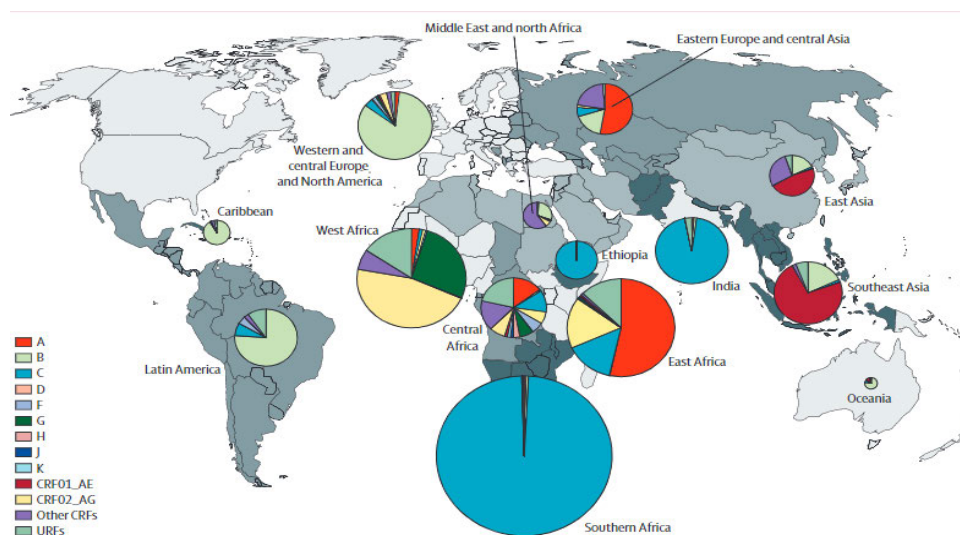 Middle East and north Africa
Eastern Europe and central Asia
Western and
central Europe
and North America
East Asia
Caribbean
West Africa
Ethiopia
India
Southeast Asia
Central
Africa
East Africa
Latin America
Oceania
Southern Africa
A
B
C
D
F
G
H
J
K
CRF01_AE
CRF02_AG
Other CRFs
URFs